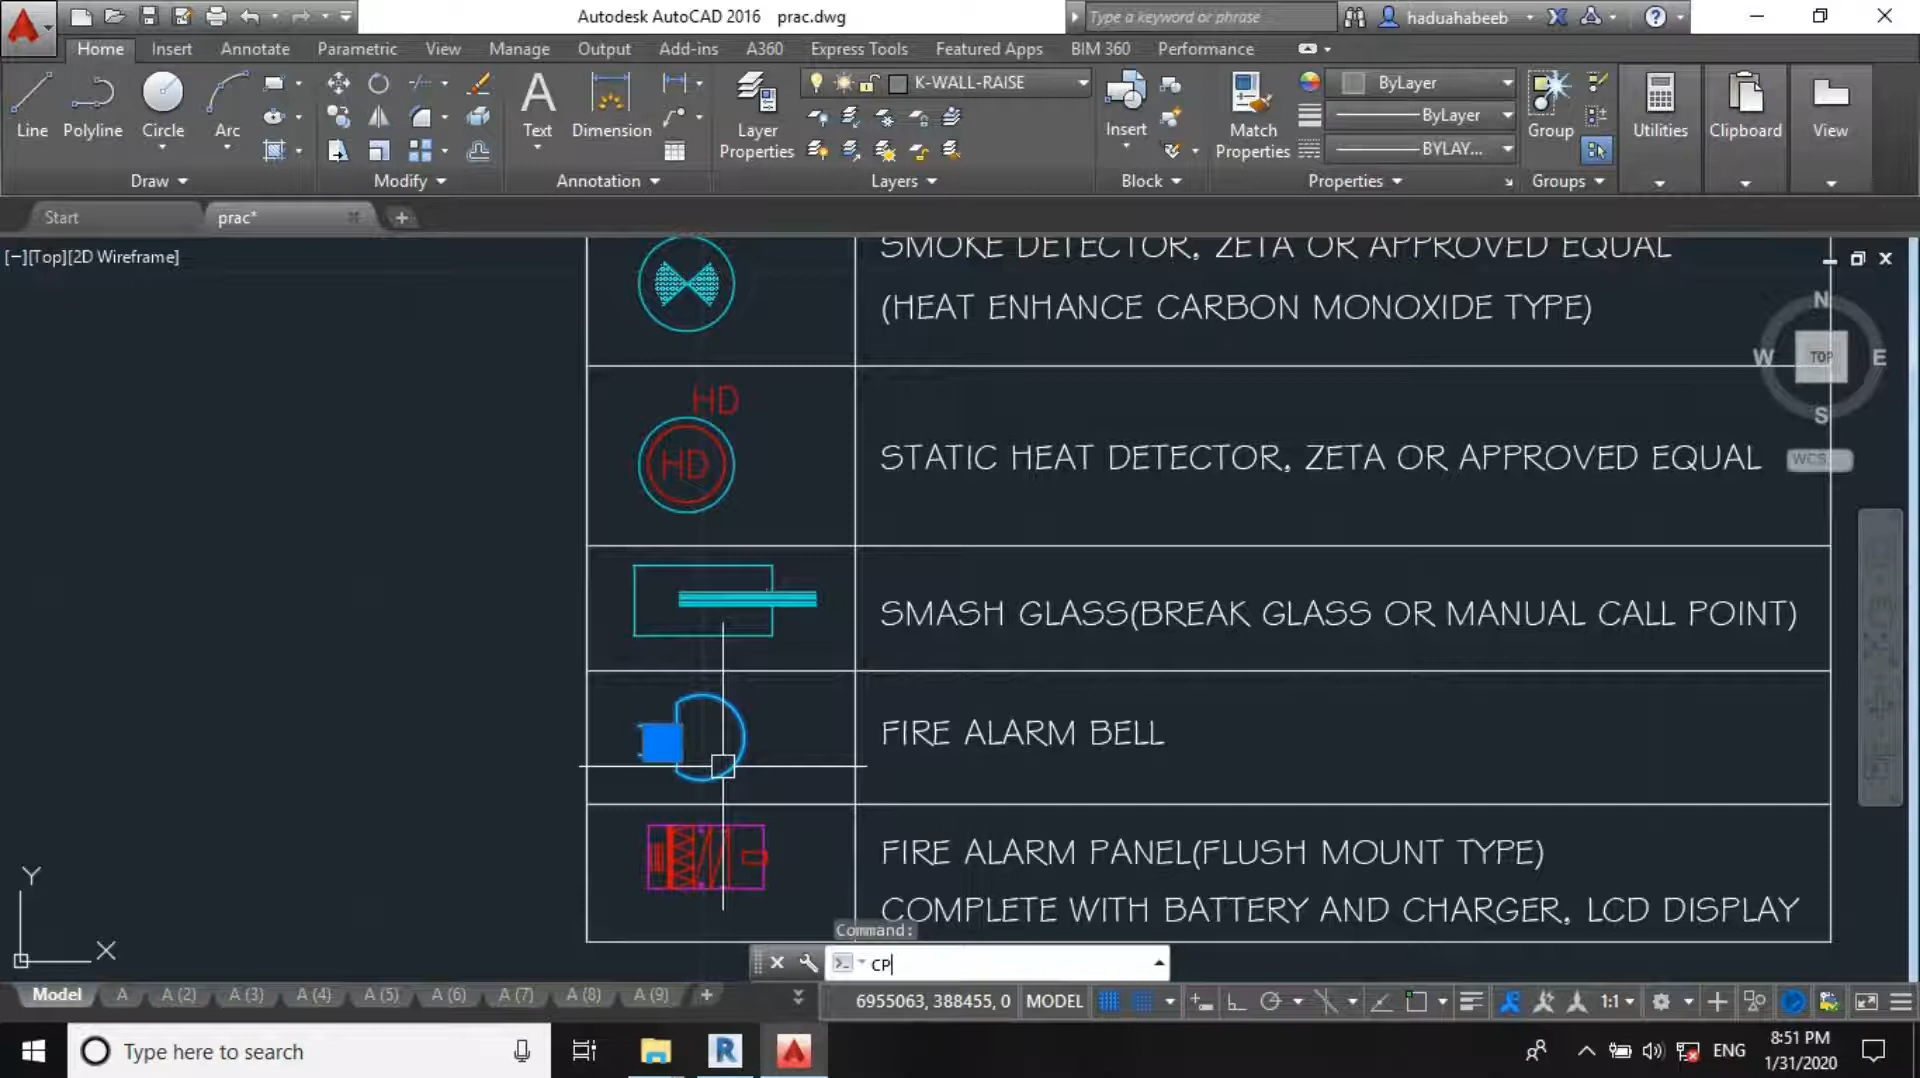 Autodesk AutoCAD 2016 prac.dwg
Type a keyword or phrase
haduahabeeb
Home Insert Annotate Parametric View Manage Output Add-ins A360 Express Tools Featured Apps BIM 360 Performance
K-WALL-RAISE
ByLayer
ByLayer
BYLAY...
Line Polyline Circle Arc
Text Dimension
Layer Properties
Insert
Match Properties
Group
Utilities
Clipboard
View
Draw Modify Annotation Layers Block Properties Groups
Start prac*
[−][Top][2D Wireframe]
SMOKE DETECTOR, ZETA OR APPROVED EQUAL
(HEAT ENHANCE CARBON MONOXIDE TYPE)
N
W TOP E
S
WCS
HD
HD
STATIC HEAT DETECTOR, ZETA OR APPROVED EQUAL
SMASH GLASS(BREAK GLASS OR MANUAL CALL POINT)
FIRE ALARM BELL
FIRE ALARM PANEL(FLUSH MOUNT TYPE)
COMPLETE WITH BATTERY AND CHARGER, LCD DISPLAY
Y
X
Command:
CP
Model A A (2) A (3) A (4) A (5) A (6) A (7) A (8) A (9)
6955063, 388455, 0 MODEL 1:1
Type here to search
ENG
8:51 PM
1/31/2020